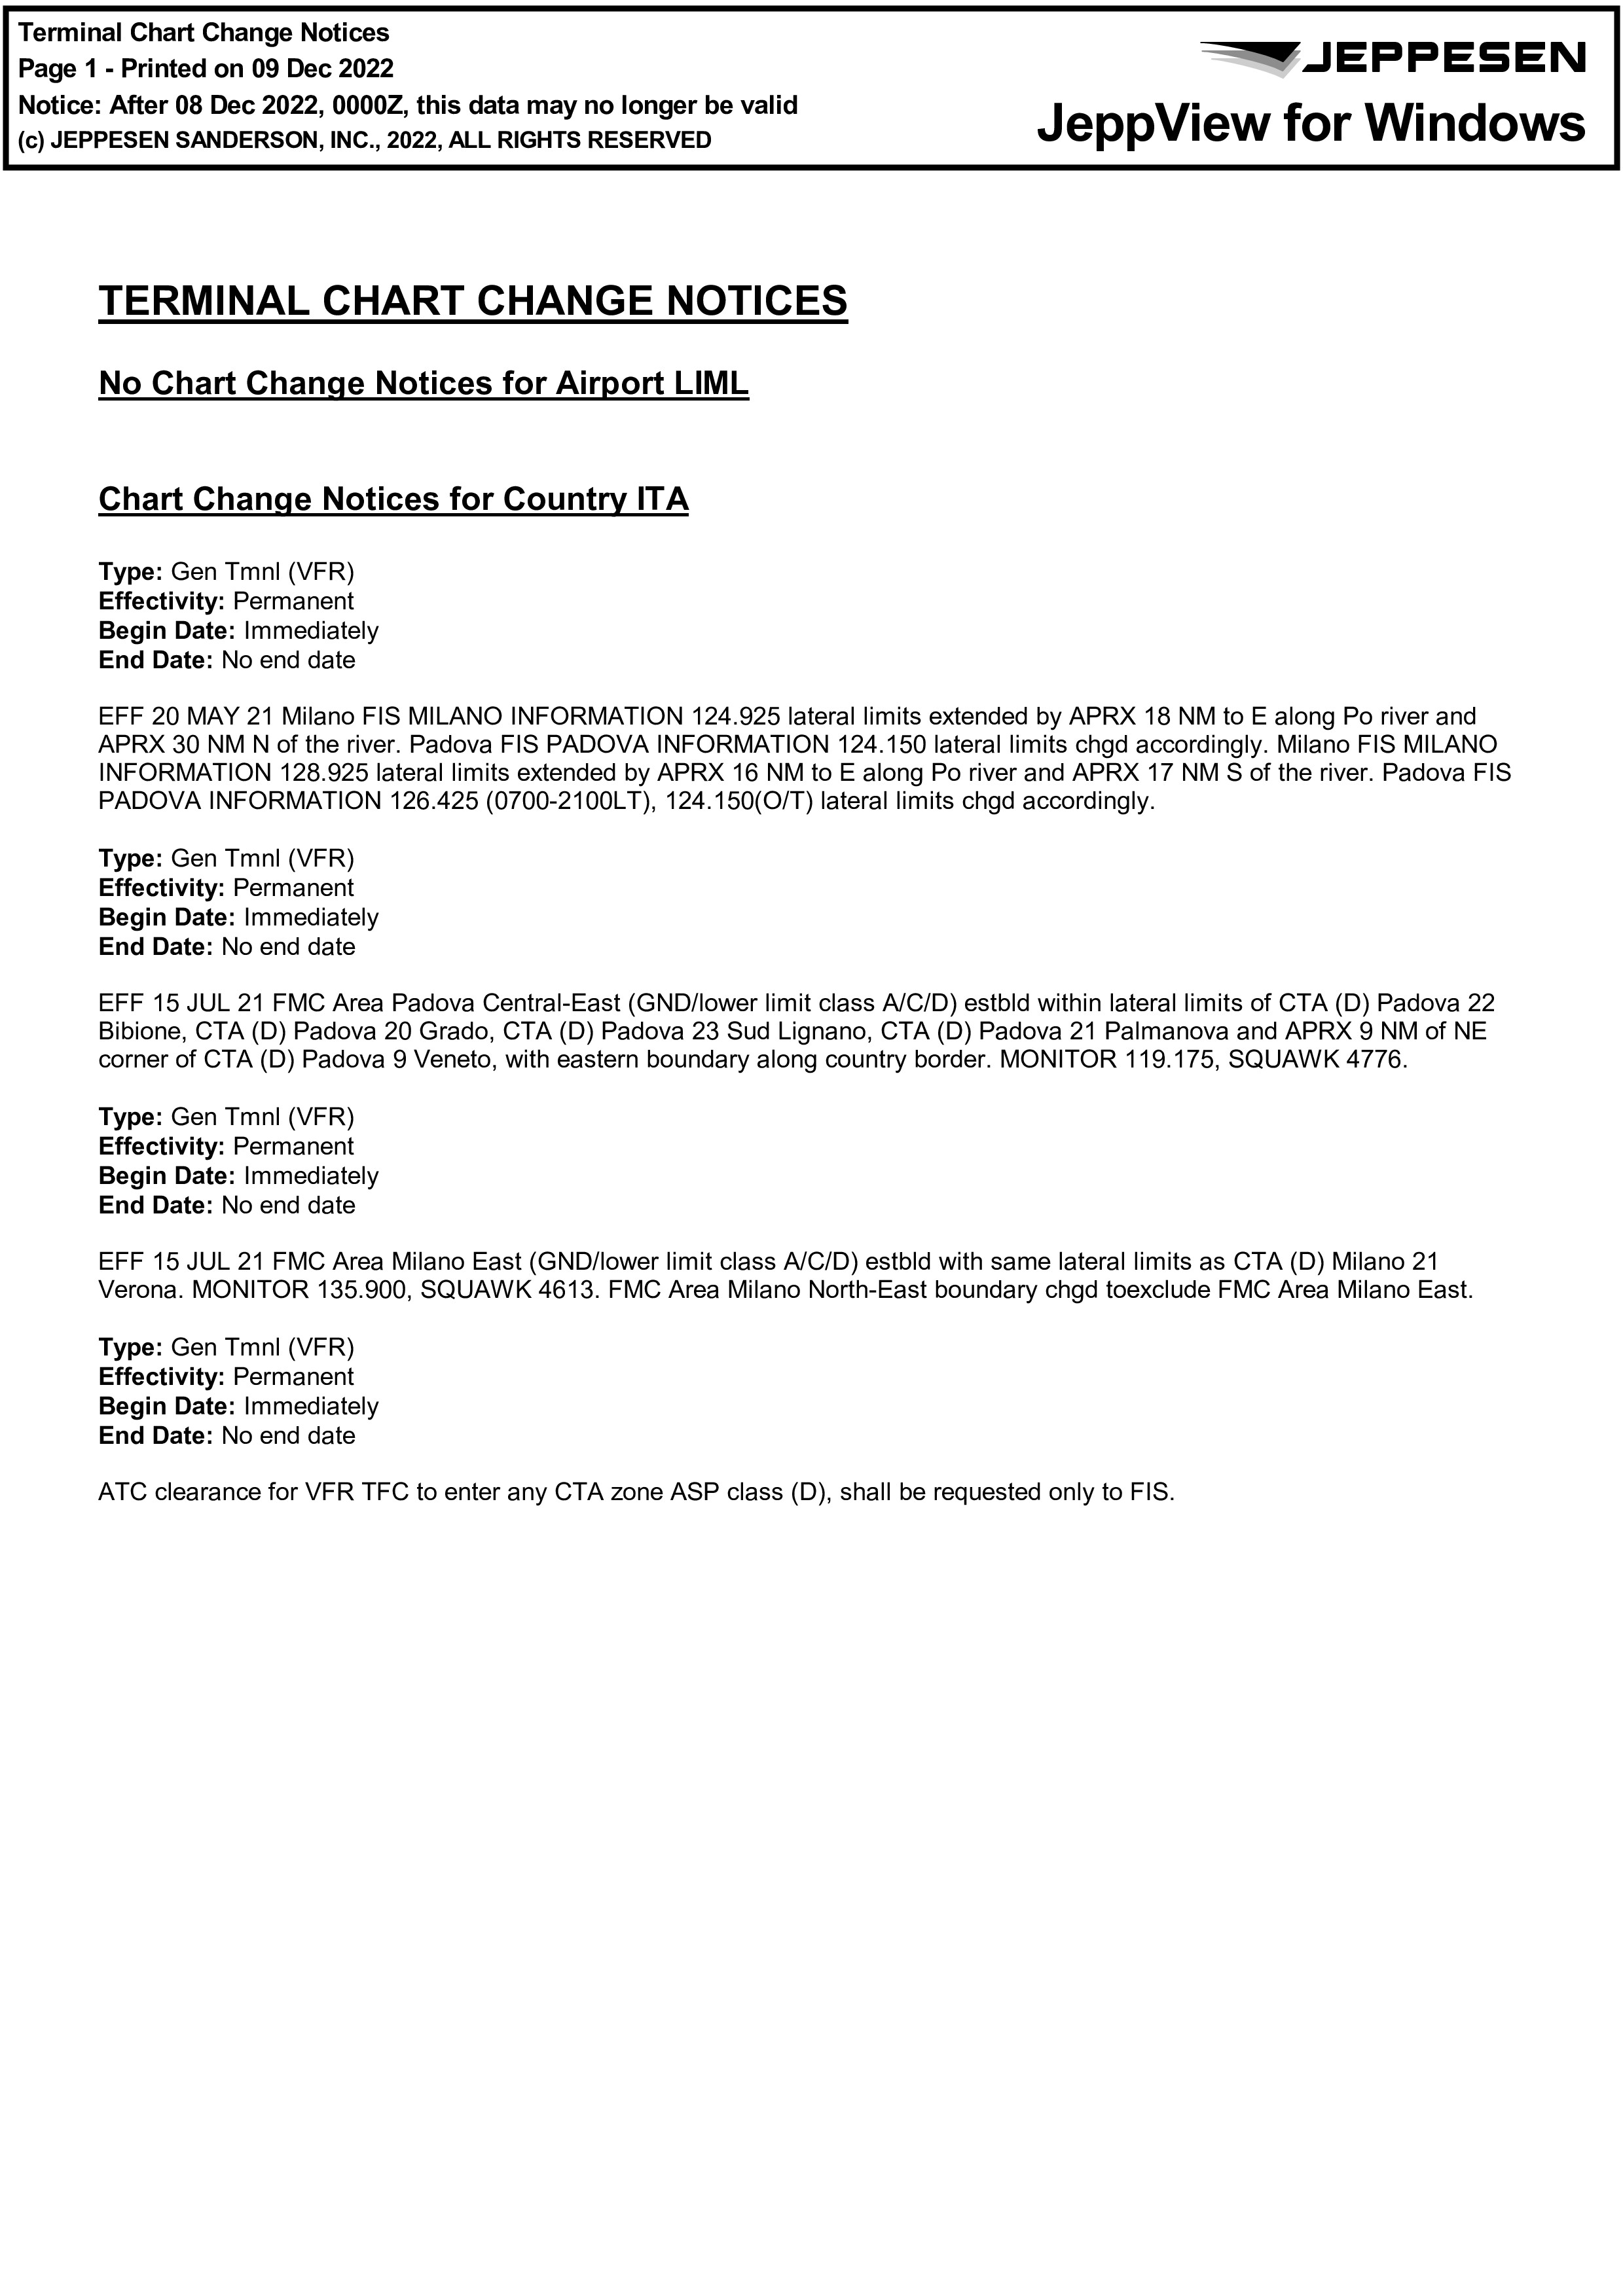 Terminal Chart Change Notices
Page 1 - Printed on 09 Dec 2022
Notice: After 08 Dec 2022, 0000Z, this data may no longer be valid
(c) JEPPESEN SANDERSON, INC., 2022, ALL RIGHTS RESERVED
JEPPESEN
JeppView for Windows
TERMINAL CHART CHANGE NOTICES
No Chart Change Notices for Airport LIML
Chart Change Notices for Country ITA
Type: Gen Tmnl (VFR)
Effectivity: Permanent
Begin Date: Immediately
End Date: No end date
EFF 20 MAY 21 Milano FIS MILANO INFORMATION 124.925 lateral limits extended by APRX 18 NM to E along Po river and
APRX 30 NM N of the river. Padova FIS PADOVA INFORMATION 124.150 lateral limits chgd accordingly. Milano FIS MILANO
INFORMATION 128.925 lateral limits extended by APRX 16 NM to E along Po river and APRX 17 NM S of the river. Padova FIS
PADOVA INFORMATION 126.425 (0700-2100LT), 124.150(O/T) lateral limits chgd accordingly.
Type: Gen Tmnl (VFR)
Effectivity: Permanent
Begin Date: Immediately
End Date: No end date
EFF 15 JUL 21 FMC Area Padova Central-East (GND/lower limit class A/C/D) estbld within lateral limits of CTA (D) Padova 22
Bibione, CTA (D) Padova 20 Grado, CTA (D) Padova 23 Sud Lignano, CTA (D) Padova 21 Palmanova and APRX 9 NM of NE
corner of CTA (D) Padova 9 Veneto, with eastern boundary along country border. MONITOR 119.175, SQUAWK 4776.
Type: Gen Tmnl (VFR)
Effectivity: Permanent
Begin Date: Immediately
End Date: No end date
EFF 15 JUL 21 FMC Area Milano East (GND/lower limit class A/C/D) estbld with same lateral limits as CTA (D) Milano 21
Verona. MONITOR 135.900, SQUAWK 4613. FMC Area Milano North-East boundary chgd toexclude FMC Area Milano East.
Type: Gen Tmnl (VFR)
Effectivity: Permanent
Begin Date: Immediately
End Date: No end date
ATC clearance for VFR TFC to enter any CTA zone ASP class (D), shall be requested only to FIS.